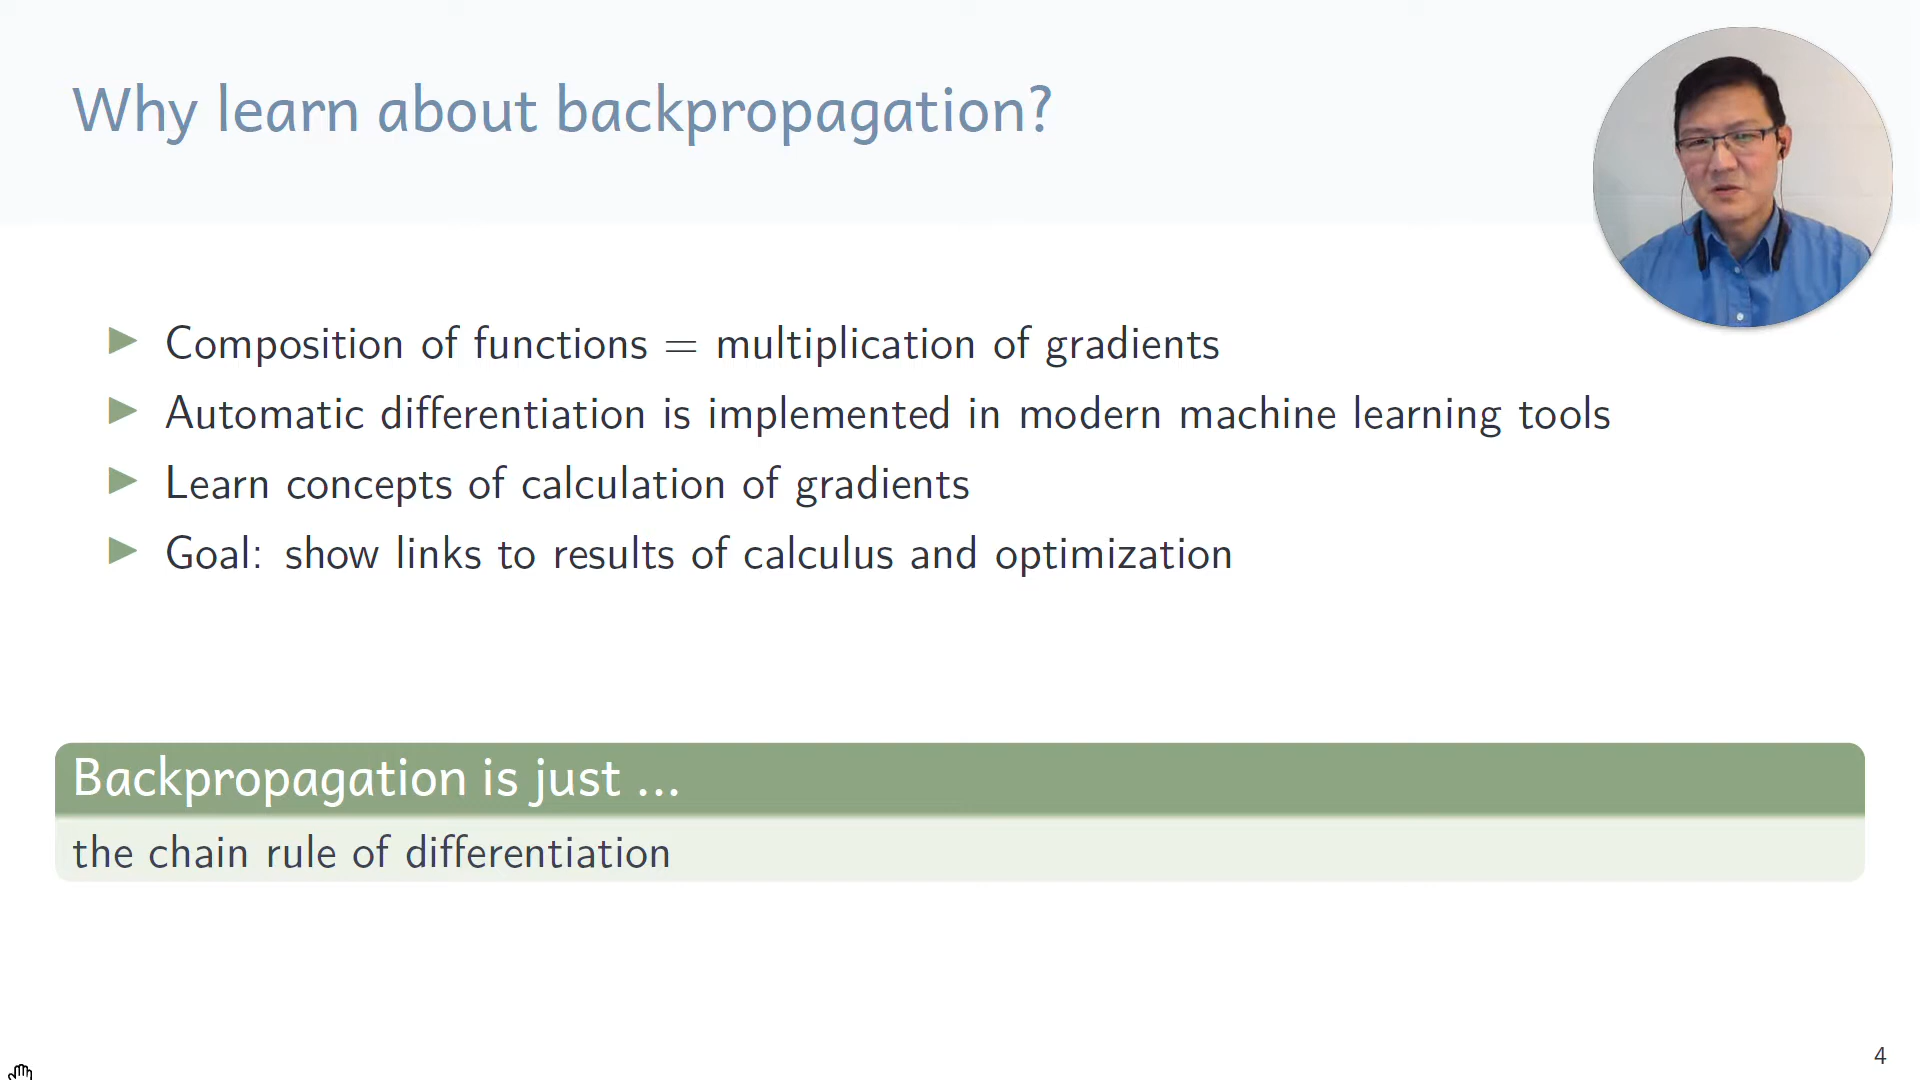 Why learn about backpropagation?
Composition of functions = multiplication of gradients
Automatic differentiation is implemented in modern machine learning tools
Learn concepts of calculation of gradients
Goal: show links to results of calculus and optimization
Backpropagation is just ...
the chain rule of differentiation
4